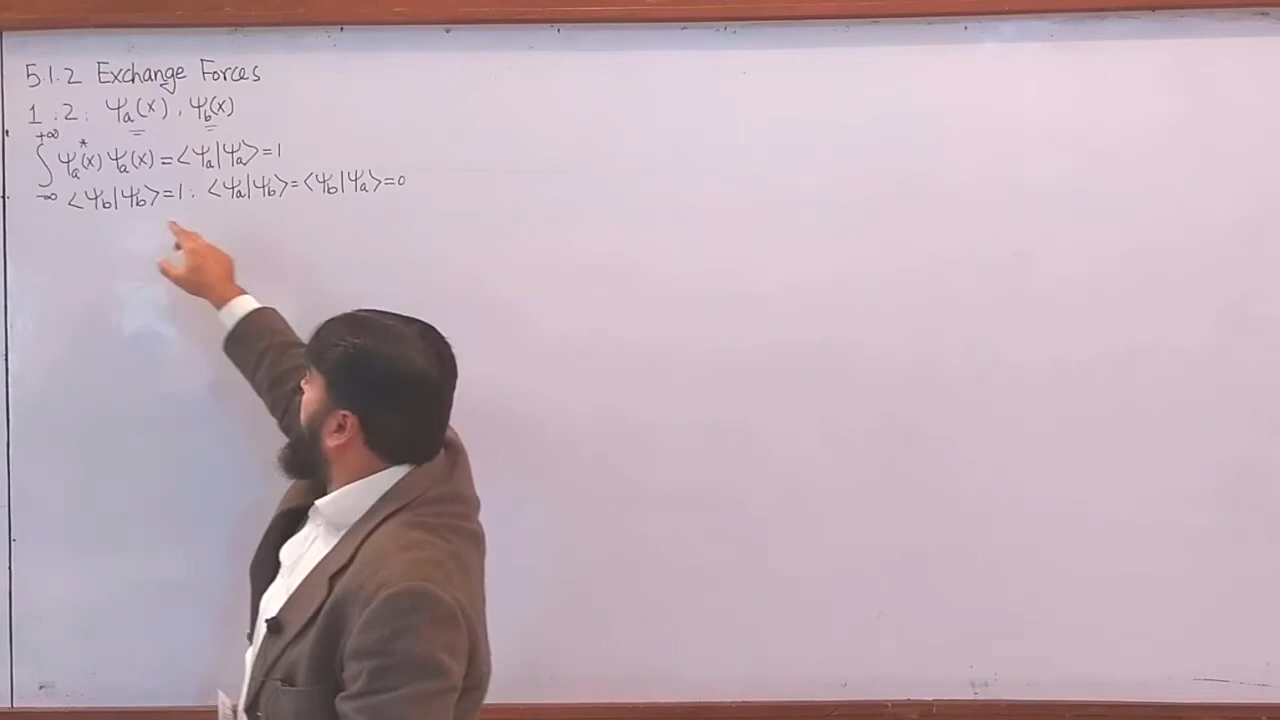 5.1.2 Exchange Forces
1 : 2 : Ψa(x) , Ψb(x)
+∞
∫ Ψa*(x) Ψa(x) = <Ψa|Ψa> = 1
-∞ <Ψb|Ψb> = 1 : <Ψa|Ψb> = <Ψb|Ψa> = 0